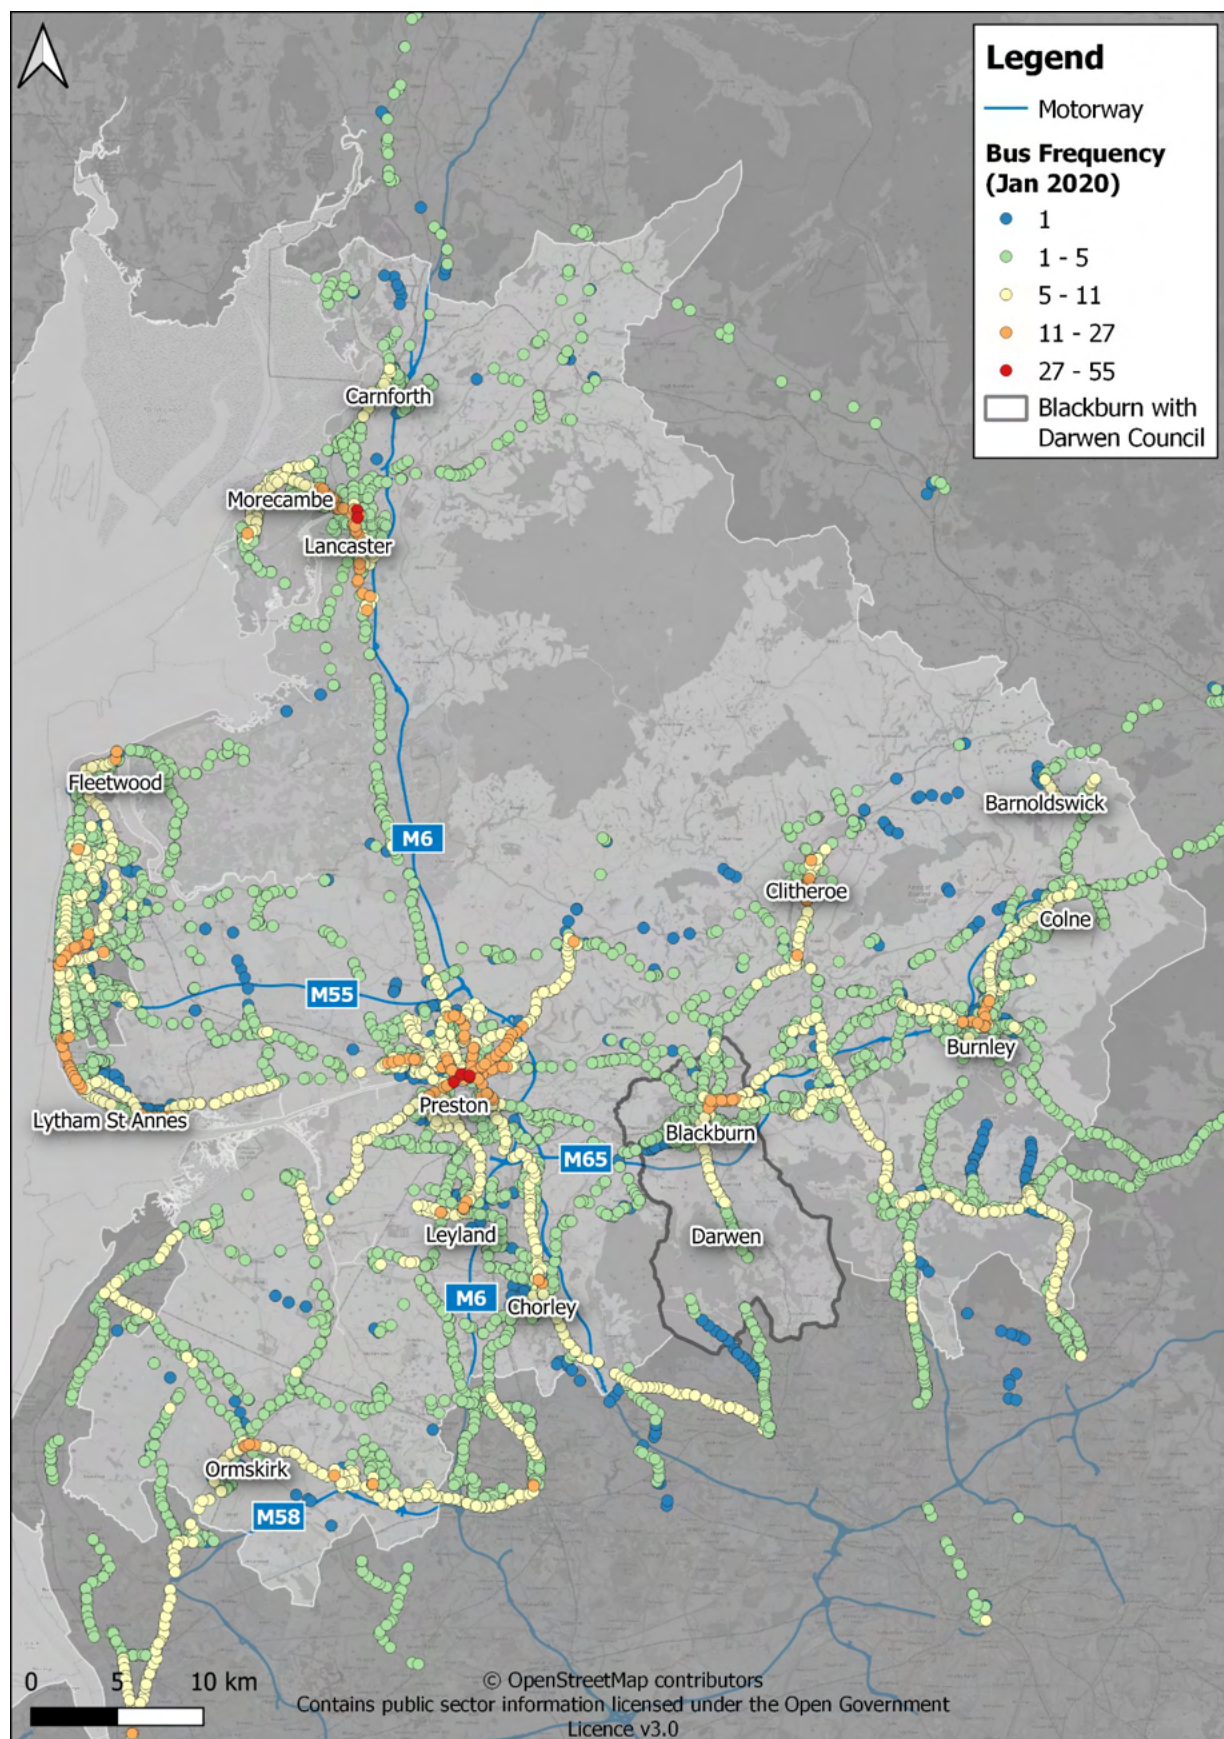 Legend
Motorway
Bus Frequency
(Jan 2020)
1
1 - 5
5 - 11
11 - 27
27 - 55
Blackburn with
Darwen Council
Carnforth
Morecambe
Lancaster
Fleetwood
Barnoldswick
M6
Clitheroe
Colne
M55
Burnley
Preston
Lytham St Annes
Blackburn
M65
Leyland
Darwen
M6
Chorley
Ormskirk
M58
0 5 10 km
© OpenStreetMap contributors
Contains public sector information licensed under the Open Government
Licence v3.0